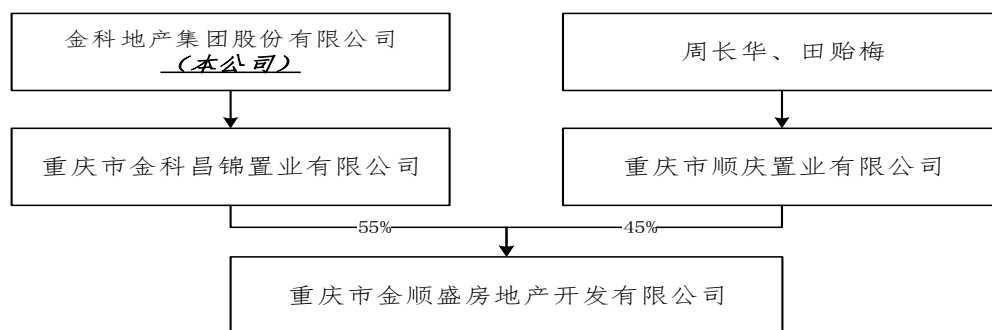 金科地产集团股份有限公司
（本公司）
周长华、田贻梅
重庆市金科昌锦置业有限公司
重庆市顺庆置业有限公司
55%
45%
重庆市金顺盛房地产开发有限公司